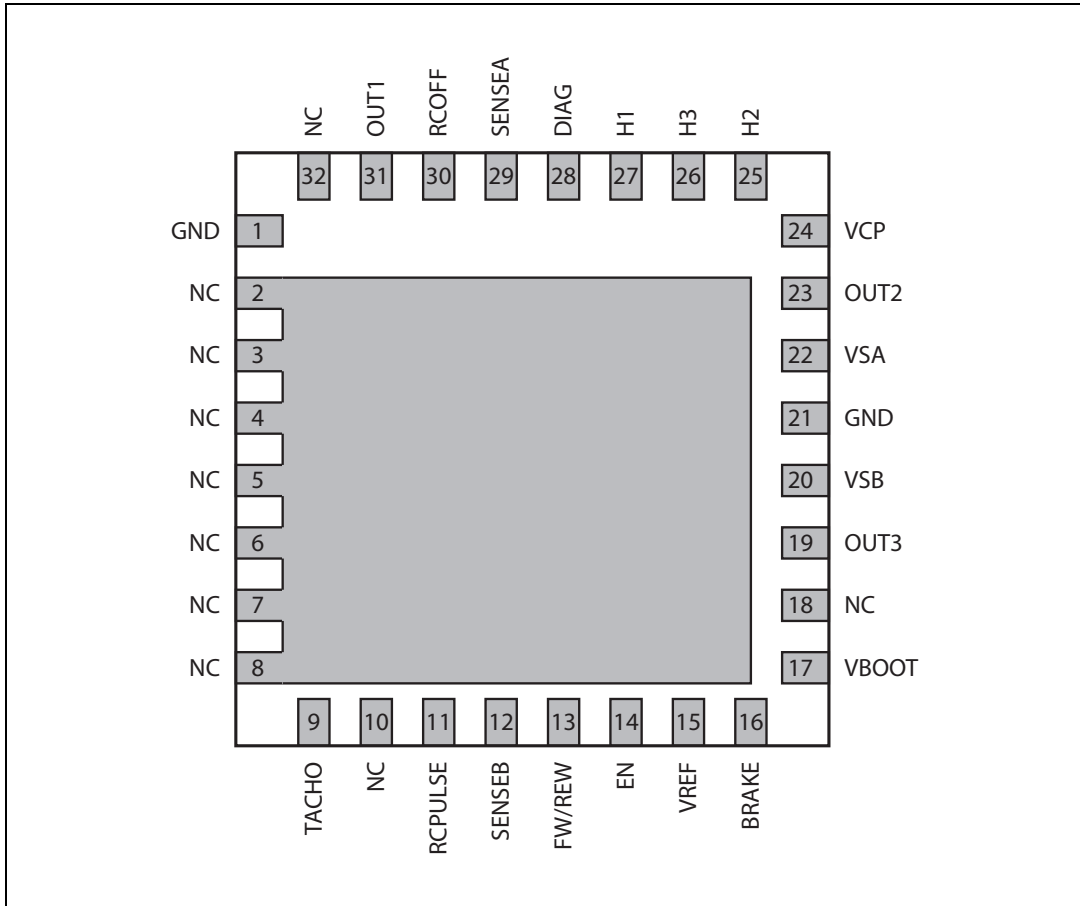 NC OUT1 RCOFF SENSEA DIAG H1 H3 H2
32 31 30 29 28 27 26 25
GND 1 24 VCP
NC 2 23 OUT2
NC 3 22 VSA
NC 4 21 GND
NC 5 20 VSB
NC 6 19 OUT3
NC 7 18 NC
NC 8 17 VBOOT
9 10 11 12 13 14 15 16
TACHO NC RCPULSE SENSEB FW/REW EN VREF BRAKE